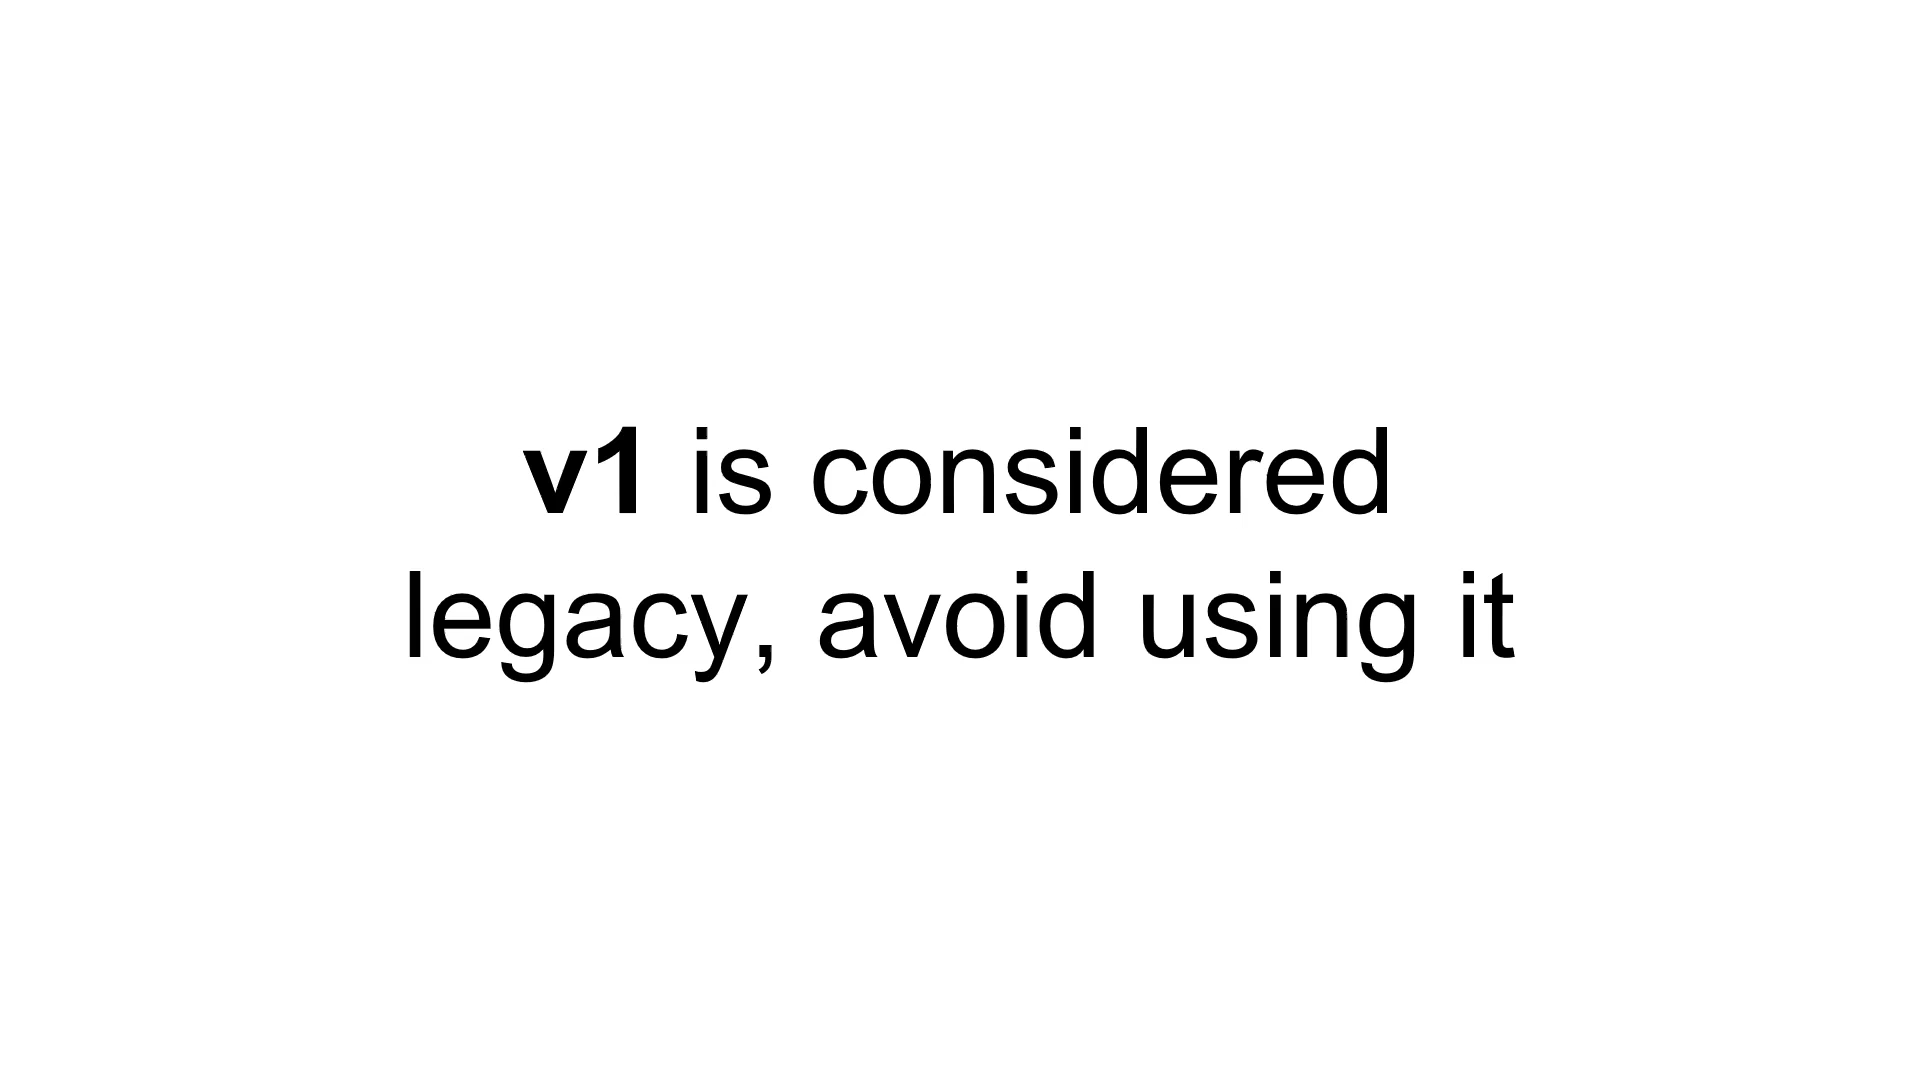 v1 is considered
legacy, avoid using it